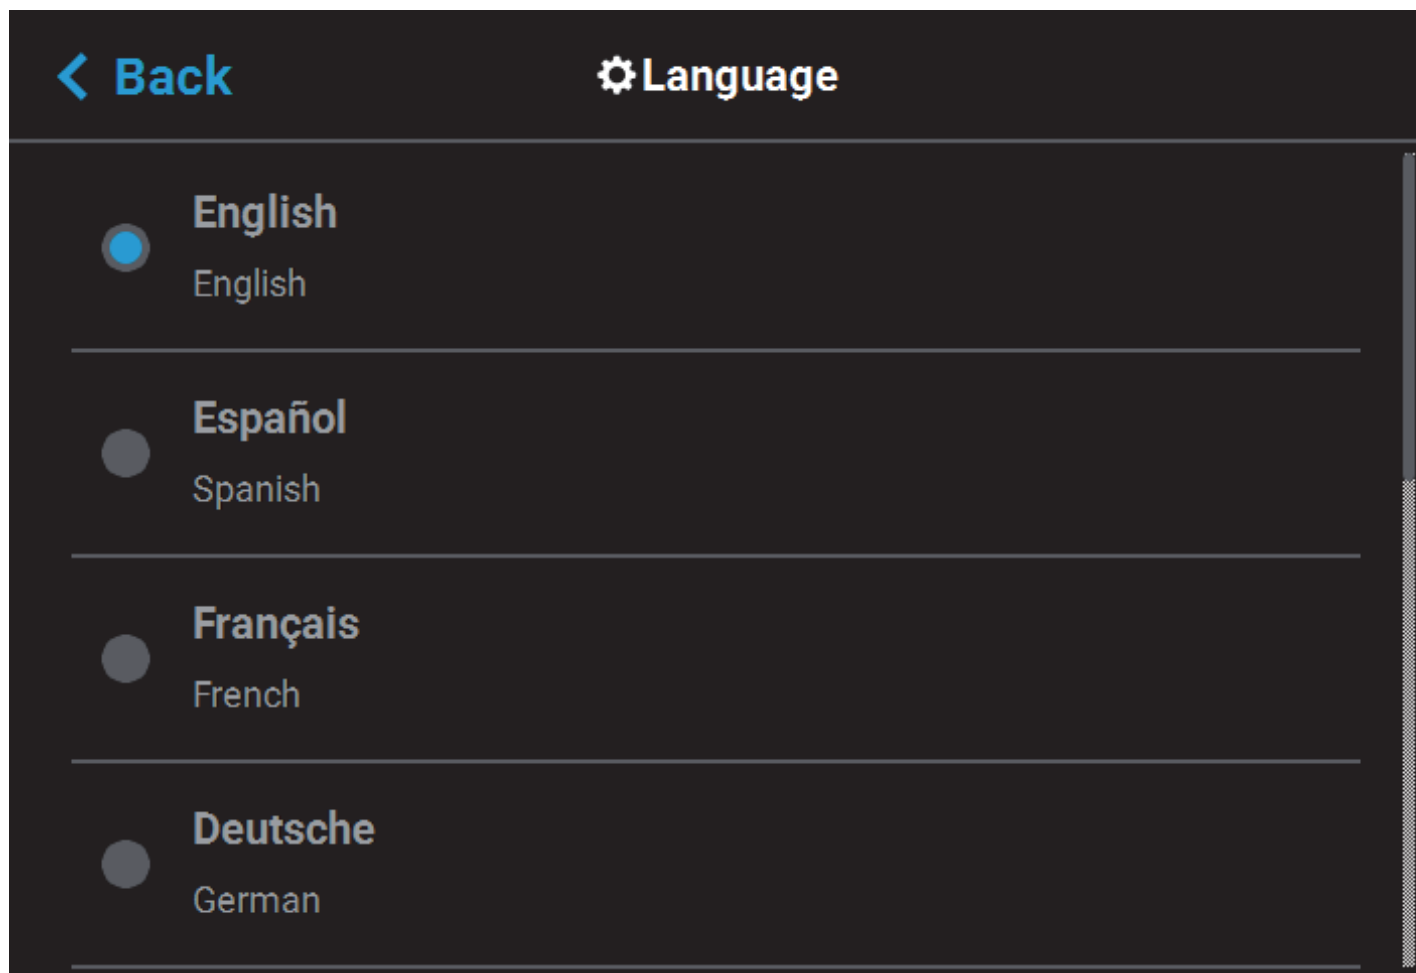 Back
Language
English
English
Español
Spanish
Français
French
Deutsche
German